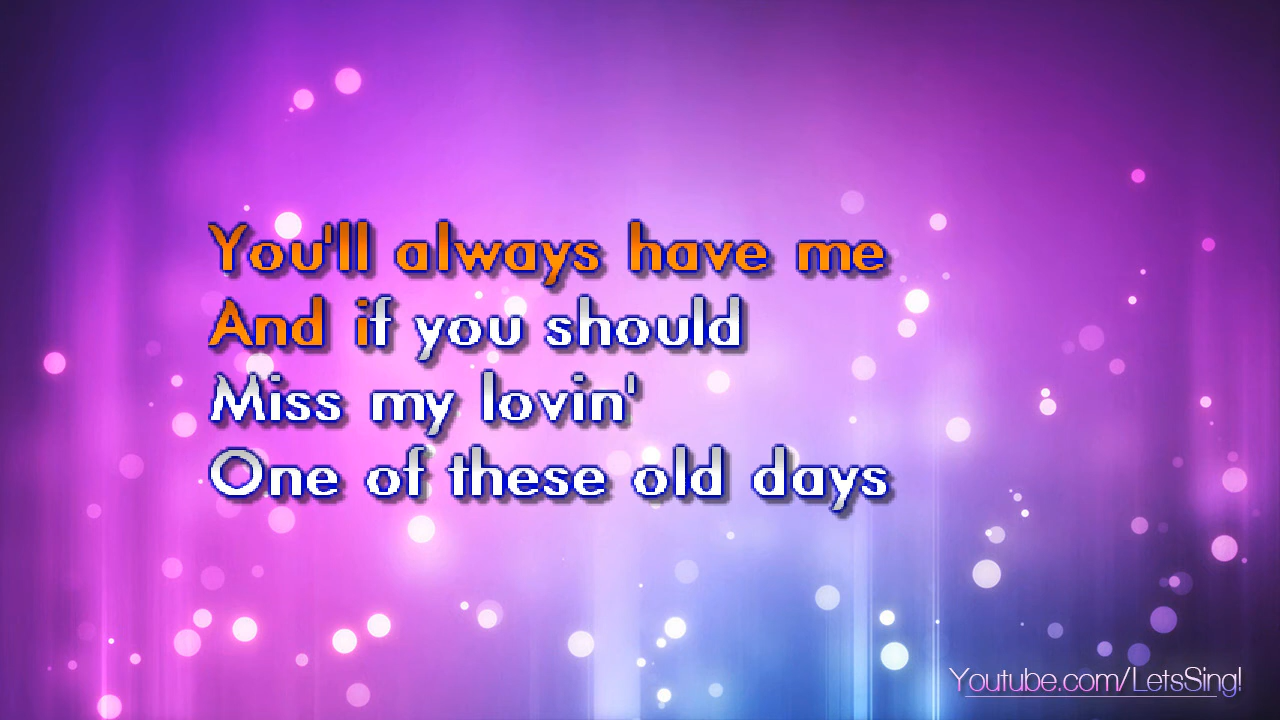 You'll always have me
And if you should
Miss my lovin'
One of these old days
Youtube.com/LetsSing!